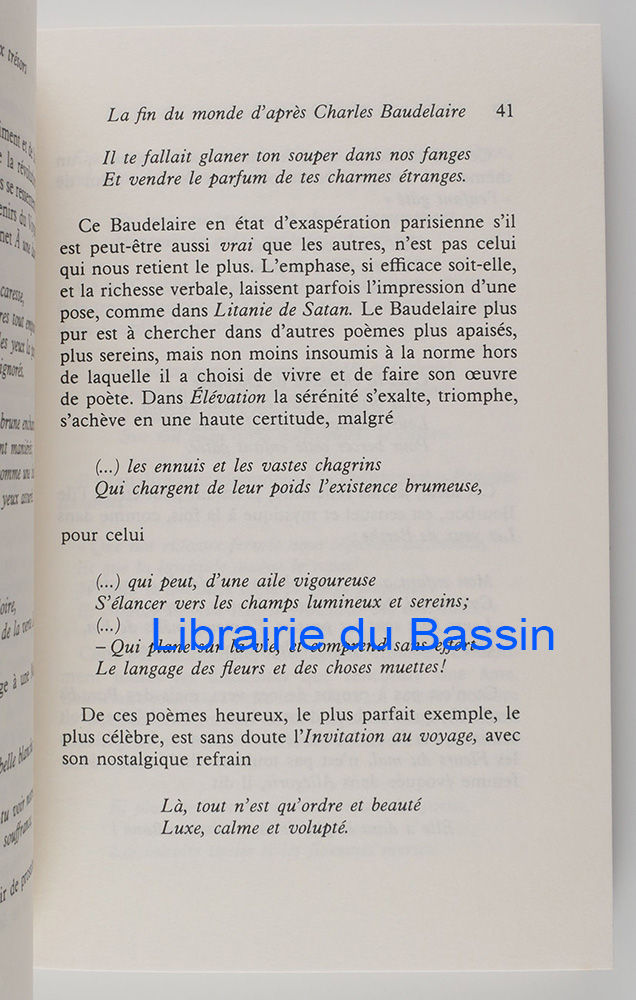 La fin du monde d'après Charles Baudelaire 41
Il te fallait glaner ton souper dans nos fanges
Et vendre le parfum de tes charmes étranges.
Ce Baudelaire en état d'exaspération parisienne s'il
est peut-être aussi vrai que les autres, n'est pas celui
qui nous retient le plus. L'emphase, si efficace soit-elle,
et la richesse verbale, laissent parfois l'impression d'une
pose, comme dans Litanie de Satan. Le Baudelaire plus
pur est à chercher dans d'autres poèmes plus apaisés,
plus sereins, mais non moins insoumis à la norme hors
de laquelle il a choisi de vivre et de faire son œuvre
de poète. Dans Élévation la sérénité s'exalte, triomphe,
s'achève en une haute certitude, malgré
(...) les ennuis et les vastes chagrins
Qui chargent de leur poids l'existence brumeuse,
pour celui
(...) qui peut, d'une aile vigoureuse
S'élancer vers les champs lumineux et sereins;
(...)
Librairie du Bassin
– Qui plane sur la vie, et comprend sans effort
Le langage des fleurs et des choses muettes!
De ces poèmes heureux, le plus parfait exemple, le
plus célèbre, est sans doute l'Invitation au voyage, avec
son nostalgique refrain
Là, tout n'est qu'ordre et beauté
Luxe, calme et volupté.